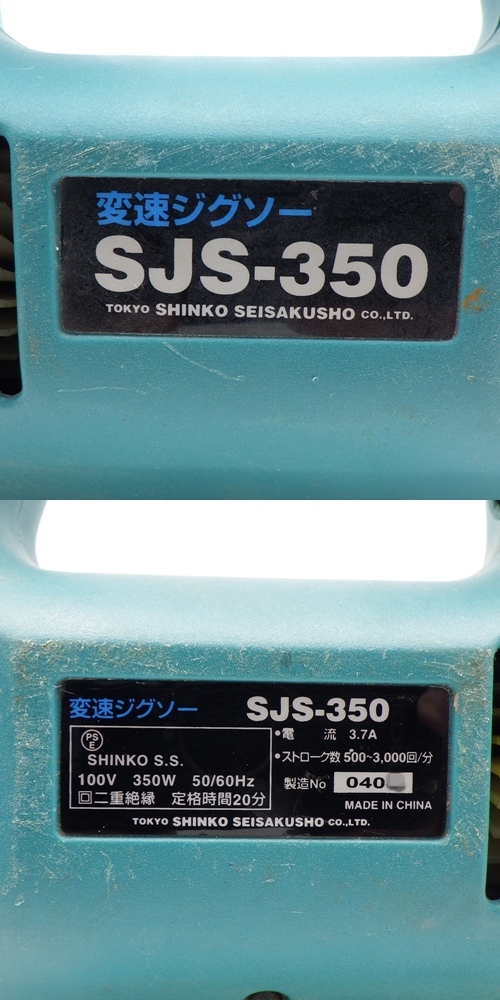 変速ジグソー
SJS-350
TOKYO SHINKO SEISAKUSHO CO.,LTD.
変速ジグソー SJS-350
PS
E
SHINKO S.S.
100V 350W 50/60Hz
回二重絶縁 定格時間20分
•電 流 3.7A
•ストローク数 500~3,000回/分
製造No 040
MADE IN CHINA
TOKYO SHINKO SEISAKUSHO CO.,LTD.